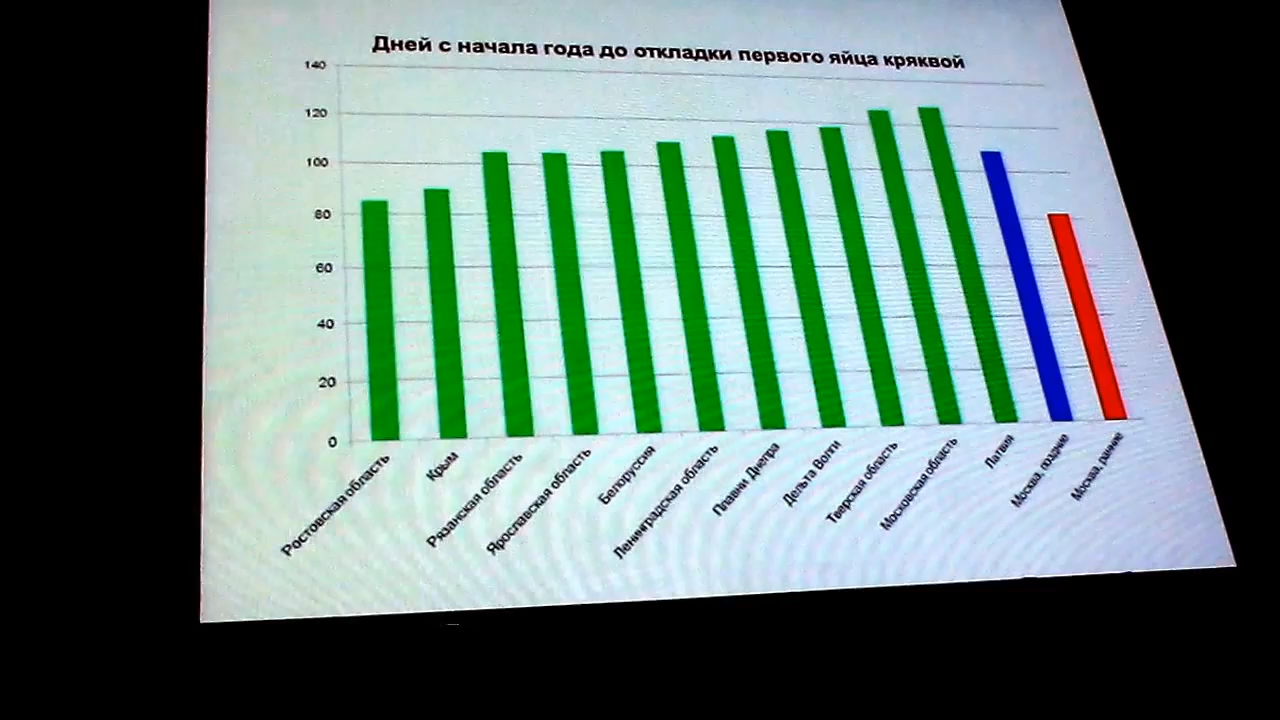 Дней с начала года до откладки первого яйца кряквой
140
120
100
80
60
40
20
0
Ростовская область
Крым
Рязанская область
Ярославская область
Белоруссия
Ленинградская область
Плавни Днепра
Дельта Волги
Тверская область
Московская область
Латвия
Москва, поздние
Москва, ранние